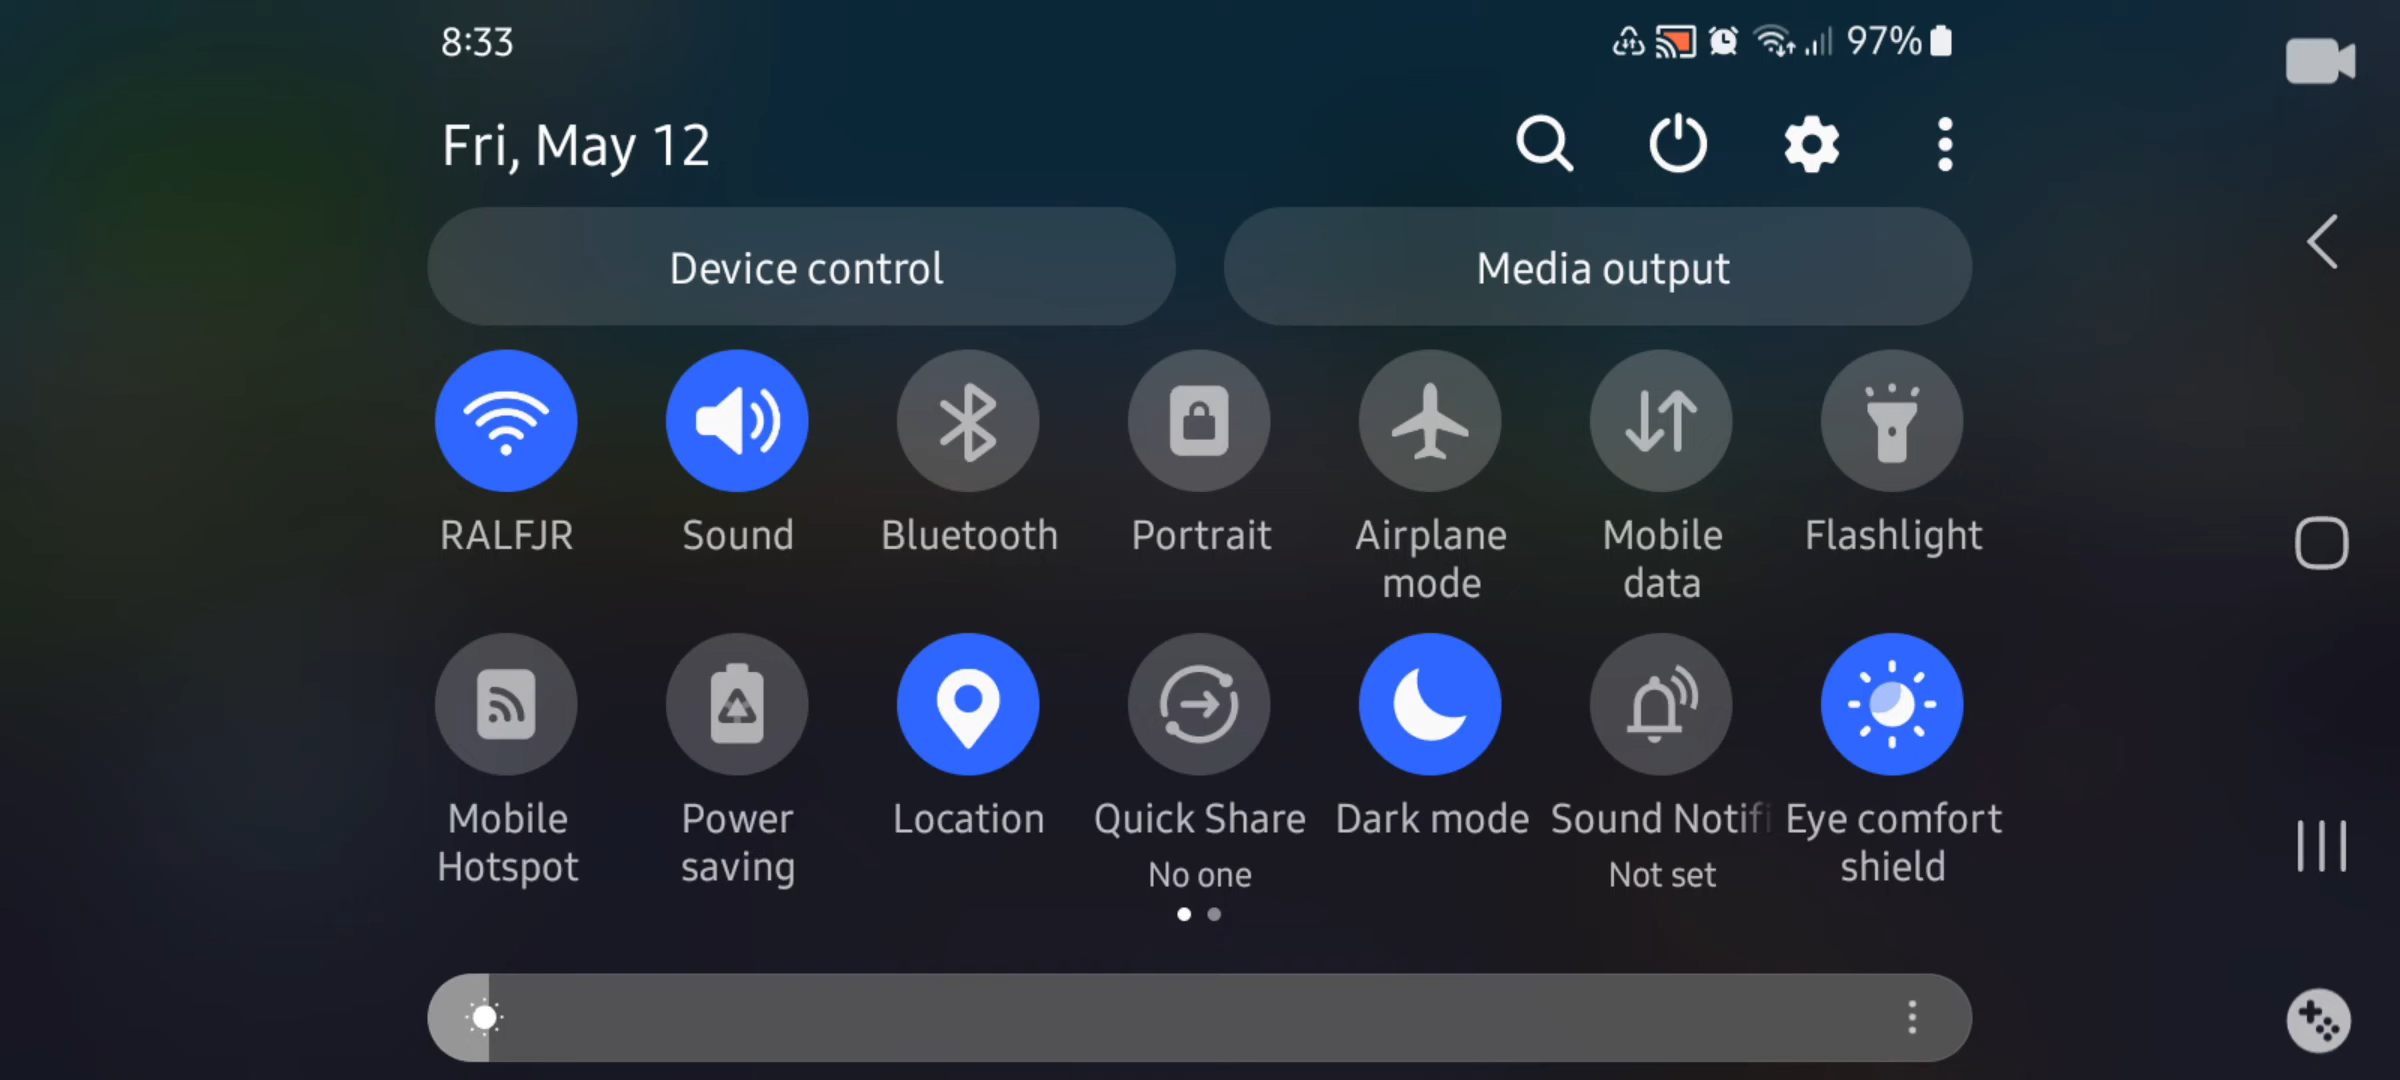 8:33
97%
Fri, May 12
Device control
Media output
RALFJR
Sound
Bluetooth
Portrait
Airplane
mode
Mobile
data
Flashlight
Mobile
Hotspot
Power
saving
Location
Quick Share
No one
Dark mode
Sound Notifi
Not set
Eye comfort
shield